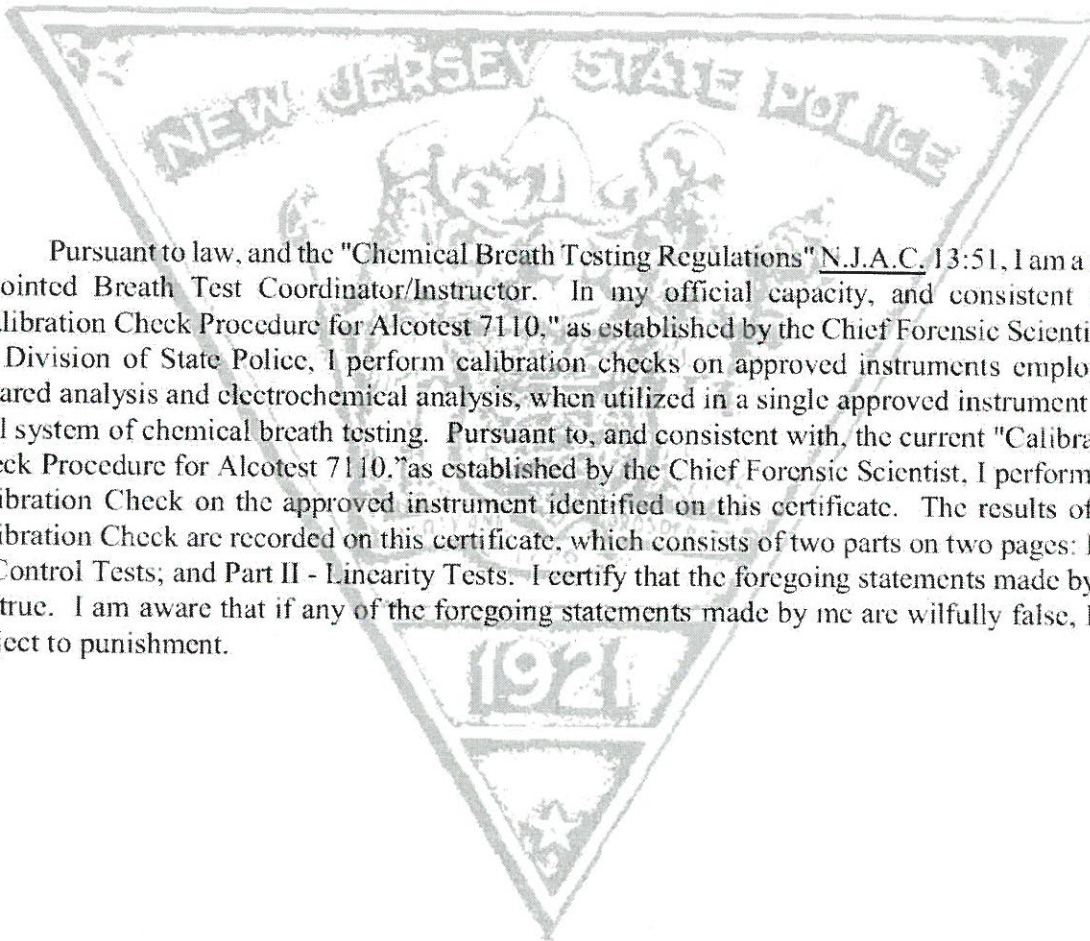 NEW JERSEY STATE POLICE
Pursuant to law, and the "Chemical Breath Testing Regulations" N.J.A.C. 13:51, I am a
ointed Breath Test Coordinator/Instructor. In my official capacity, and consistent
libration Check Procedure for Alcotest 7110," as established by the Chief Forensic Scienti
Division of State Police, I perform calibration checks on approved instruments emplo
ared analysis and electrochemical analysis, when utilized in a single approved instrument
l system of chemical breath testing. Pursuant to, and consistent with, the current "Calibra
ck Procedure for Alcotest 7110," as established by the Chief Forensic Scientist, I perform
ibration Check on the approved instrument identified on this certificate. The results of
ibration Check are recorded on this certificate, which consists of two parts on two pages:
Control Tests; and Part II - Linearity Tests. I certify that the foregoing statements made by
true. I am aware that if any of the foregoing statements made by me are wilfully false, I
ject to punishment.
1921